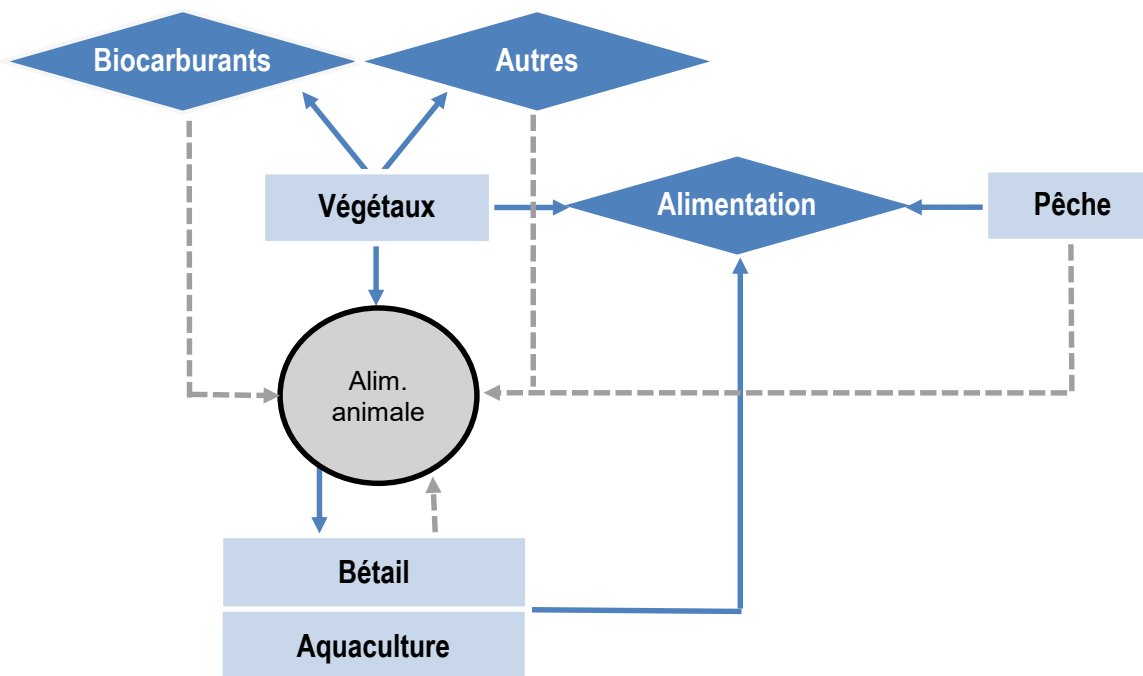 Biocarburants
Autres
Végétaux
Alimentation
Pêche
Alim.
animale
Bétail
Aquaculture